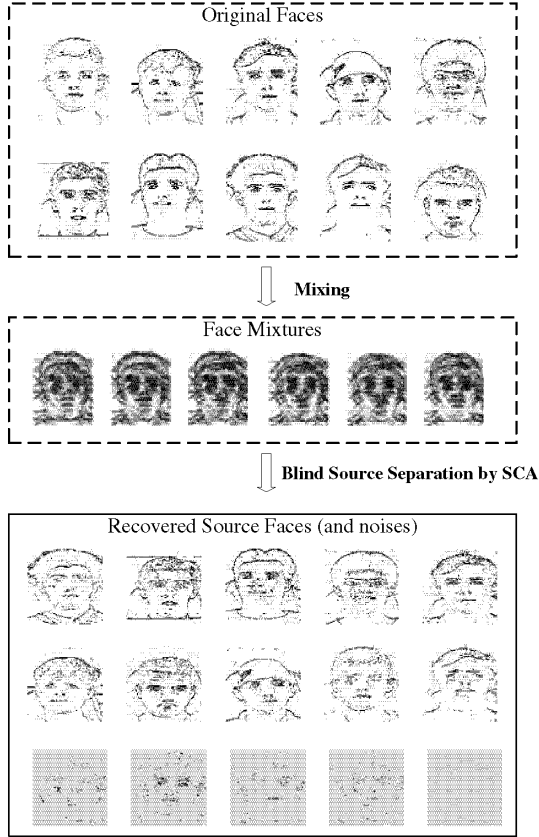 Original Faces
Mixing
Face Mixtures
Blind Source Separation by SCA
Recovered Source Faces (and noises)